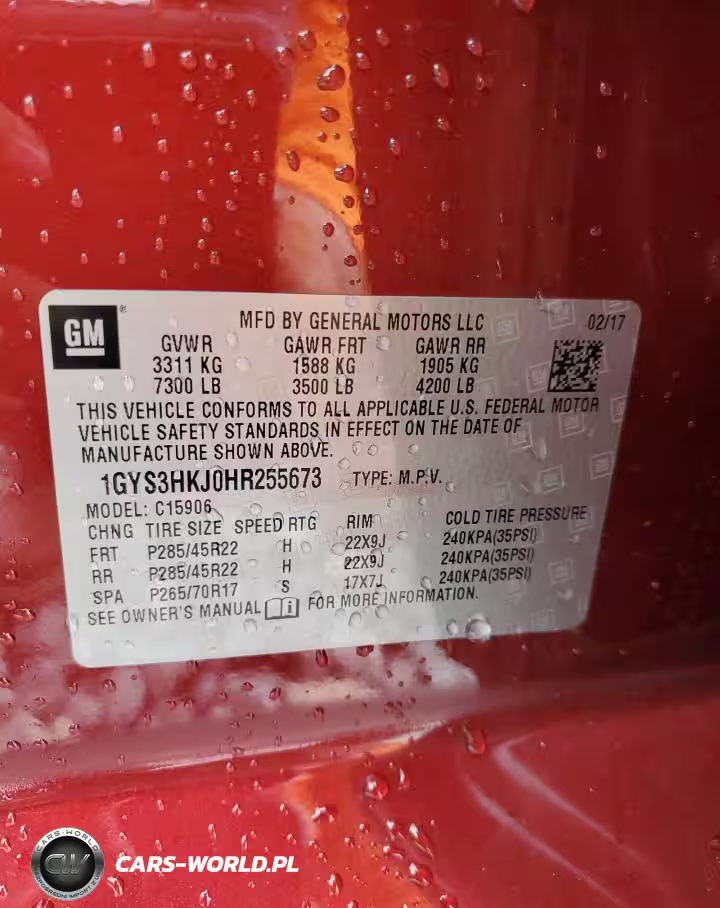 GM ®
MFD BY GENERAL MOTORS LLC 02/17
GVWR GAWR FRT GAWR RR
3311 KG 1588 KG 1905 KG
7300 LB 3500 LB 4200 LB
THIS VEHICLE CONFORMS TO ALL APPLICABLE U.S. FEDERAL MOTOR
VEHICLE SAFETY STANDARDS IN EFFECT ON THE DATE OF
MANUFACTURE SHOWN ABOVE.
1GYS3HKJ0HR255673 TYPE: M.P.V.
MODEL: C15906
CHNG TIRE SIZE SPEED RTG RIM COLD TIRE PRESSURE
FRT P285/45R22 H 22X9J 240KPA(35PSI)
RR P285/45R22 H 22X9J 240KPA(35PSI)
SPA P265/70R17 S 17X7J 240KPA(35PSI)
SEE OWNER'S MANUAL FOR MORE INFORMATION.
CARS-WORLD
CW
CARS-WORLD.PL